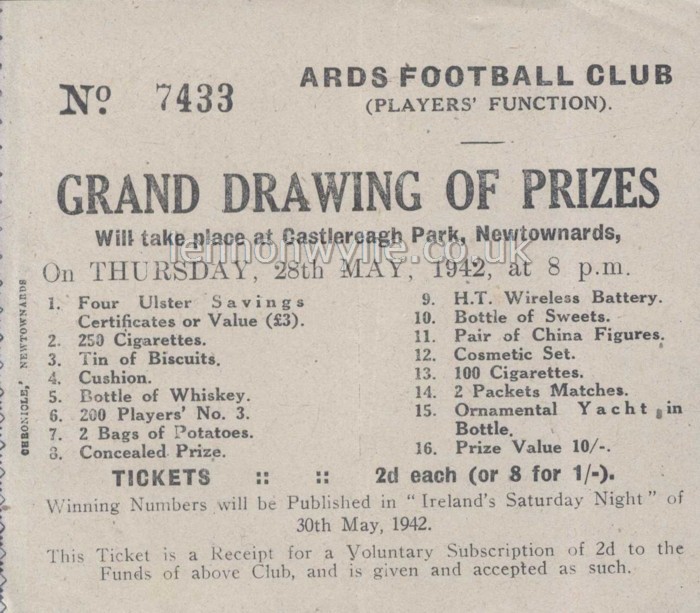 ARDS FOOTBALL CLUB
(PLAYERS' FUNCTION).
No. 7433
GRAND DRAWING OF PRIZES
Will take place at Castlereagh Park, Newtownards,
lennonwylie.co.uk
On THURSDAY, 28th MAY, 1942, at 8 p.m.
1. Four Ulster Savings
Certificates or Value (£3).
2. 250 Cigarettes.
3. Tin of Biscuits.
4. Cushion.
5. Bottle of Whiskey.
6. 200 Players' No. 3.
7. 2 Bags of Potatoes.
8. Concealed Prize.
9. H.T. Wireless Battery.
10. Bottle of Sweets.
11. Pair of China Figures.
12. Cosmetic Set.
13. 100 Cigarettes.
14. 2 Packets Matches.
15. Ornamental Yacht in
Bottle.
16. Prize Value 10/-.
TICKETS :: :: 2d each (or 8 for 1/-).
Winning Numbers will be Published in "Ireland's Saturday Night" of
30th May, 1942.
This Ticket is a Receipt for a Voluntary Subscription of 2d to the
Funds of above Club, and is given and accepted as such.
CHRONICLE,' NEWTOWNARDS